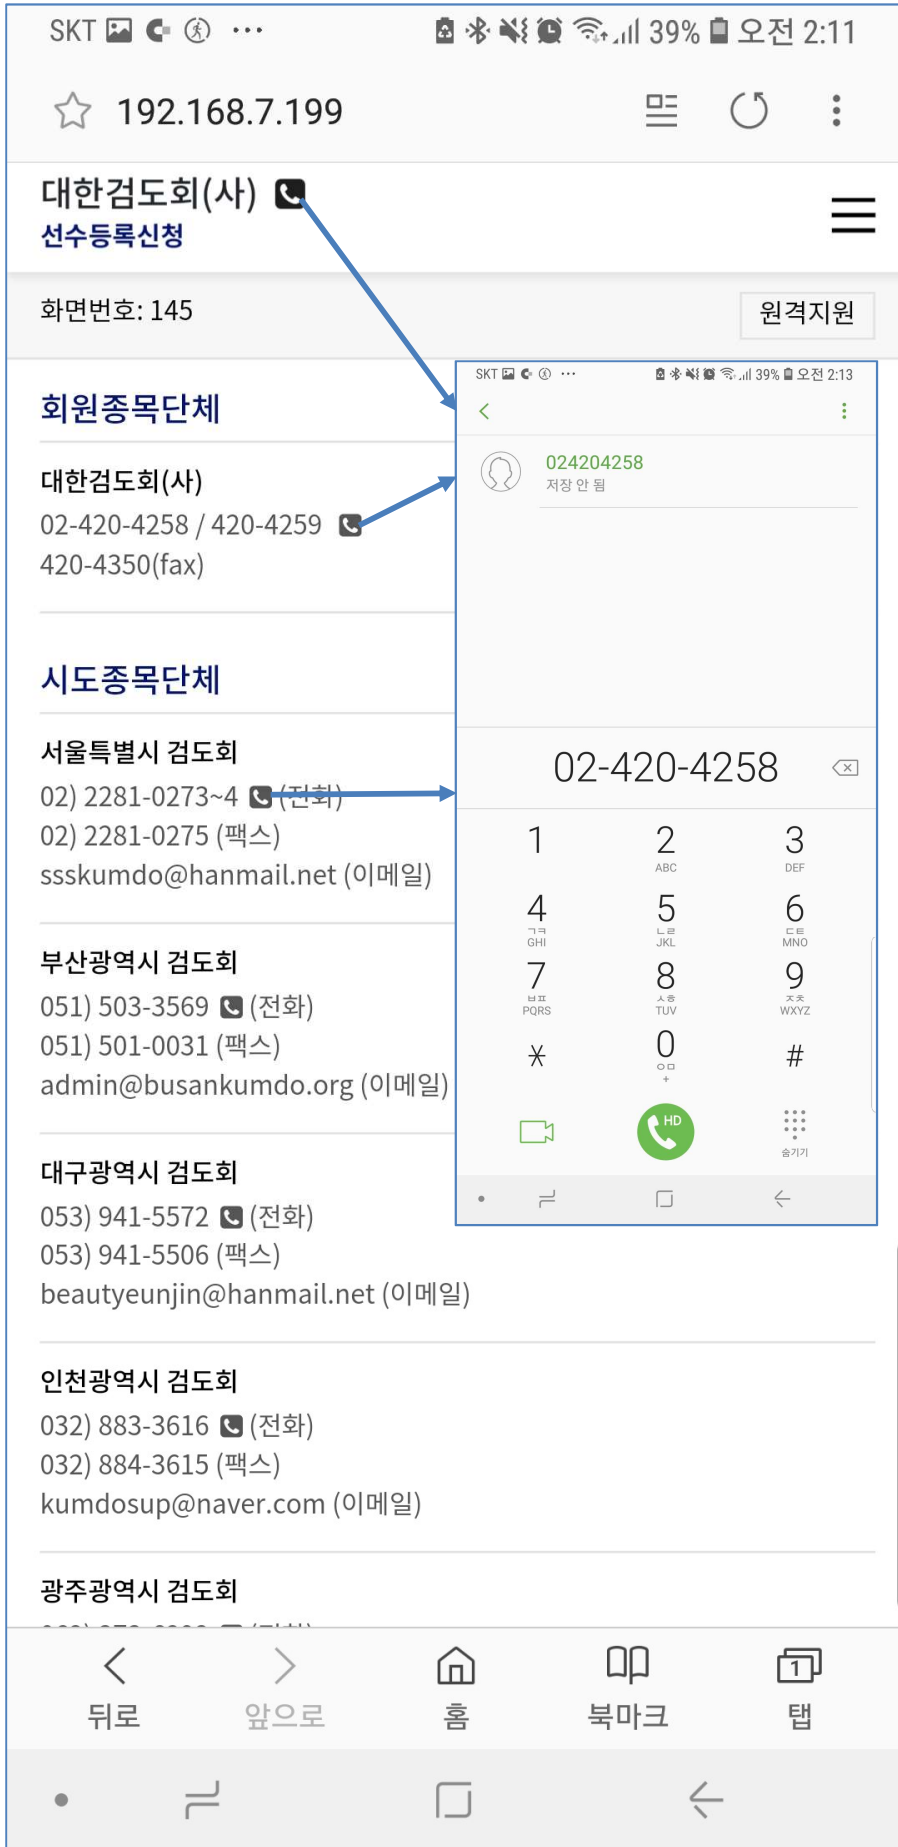 SKT 39% 오전 2:11
192.168.7.199
대한검도회(사)
선수등록신청
화면번호: 145
원격지원
회원종목단체
대한검도회(사)
02-420-4258 / 420-4259
420-4350(fax)
시도종목단체
서울특별시 검도회
02) 2281-0273~4 (전화)
02) 2281-0275 (팩스)
ssskumdo@hanmail.net (이메일)
부산광역시 검도회
051) 503-3569 (전화)
051) 501-0031 (팩스)
admin@busankumdo.org (이메일)
대구광역시 검도회
053) 941-5572 (전화)
053) 941-5506 (팩스)
beautyeunjin@hanmail.net (이메일)
인천광역시 검도회
032) 883-3616 (전화)
032) 884-3615 (팩스)
kumdosup@naver.com (이메일)
광주광역시 검도회
SKT 39% 오전 2:13
024204258
저장 안 됨
02-420-4258
1 2 3
ABC DEF
4 5 6
ㄱㅋ ㄴㄹ ㄷㅌ
GHI JKL MNO
7 8 9
ㅂㅍ ㅅㅎ ㅈㅊ
PQRS TUV WXYZ
* 0 #
ㅇㅁ
+
HD
숨기기
1
뒤로 앞으로 홈 북마크 탭